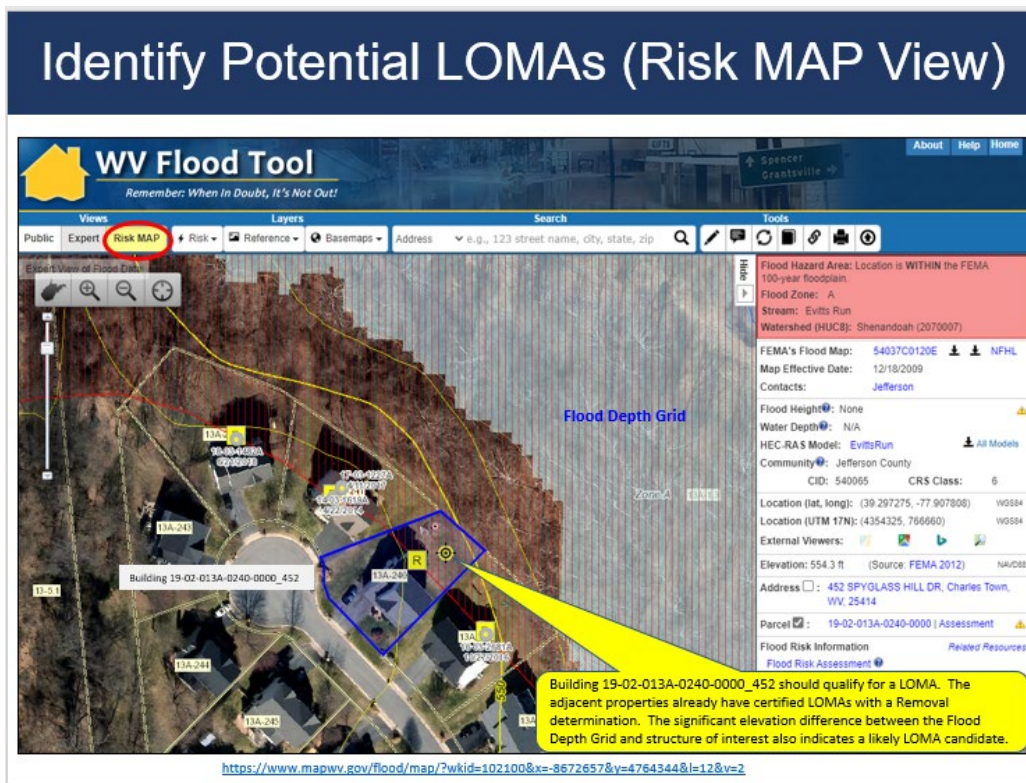 Identify Potential LOMAs (Risk MAP View)
WV Flood Tool
Remember: When In Doubt, It's Not Out!
About Help Home
GIFTS
Spencer
Grantsville
Views Layers Search Tools
Public Expert Risk MAP Risk Reference Basemaps Address e.g., 123 street name, city, state, zip
Expert View of Flood Data
Hide
Flood Hazard Area: Location is WITHIN the FEMA
100-year floodplain.
Flood Zone: A
Stream: Evitts Run
Watershed (HUC8): Shenandoah (2070007)
FEMA's Flood Map: 54037C0120E NFHL
Map Effective Date: 12/18/2009
Contacts: Jefferson
Flood Height: None
Water Depth: N/A
HEC-RAS Model: EvittsRun All Models
Community: Jefferson County
CID: 540065 CRS Class: 6
Location (lat, long): (39.297275, -77.907808) WGS84
Location (UTM 17N): (4354325, 766660) WGS84
External Viewers:
Elevation: 554.3 ft (Source: FEMA 2012) NAVD88
Address : 452 SPYGLASS HILL DR, Charles Town,
WV, 25414
Parcel : 19-02-013A-0240-0000 | Assessment
Flood Risk Information Related Resources
Flood Risk Assessment
Flood Depth Grid
Zone A
13A-243
Building 19-02-013A-0240-0000_452
13A-240
R
13-5.1
13A-244
13A-245
550
Building 19-02-013A-0240-0000_452 should qualify for a LOMA. The
adjacent properties already have certified LOMAs with a Removal
determination. The significant elevation difference between the Flood
Depth Grid and structure of interest also indicates a likely LOMA candidate.
https://www.mapwv.gov/flood/map/?wkid=102100&x=-8672657&y=4764344&l=12&v=2